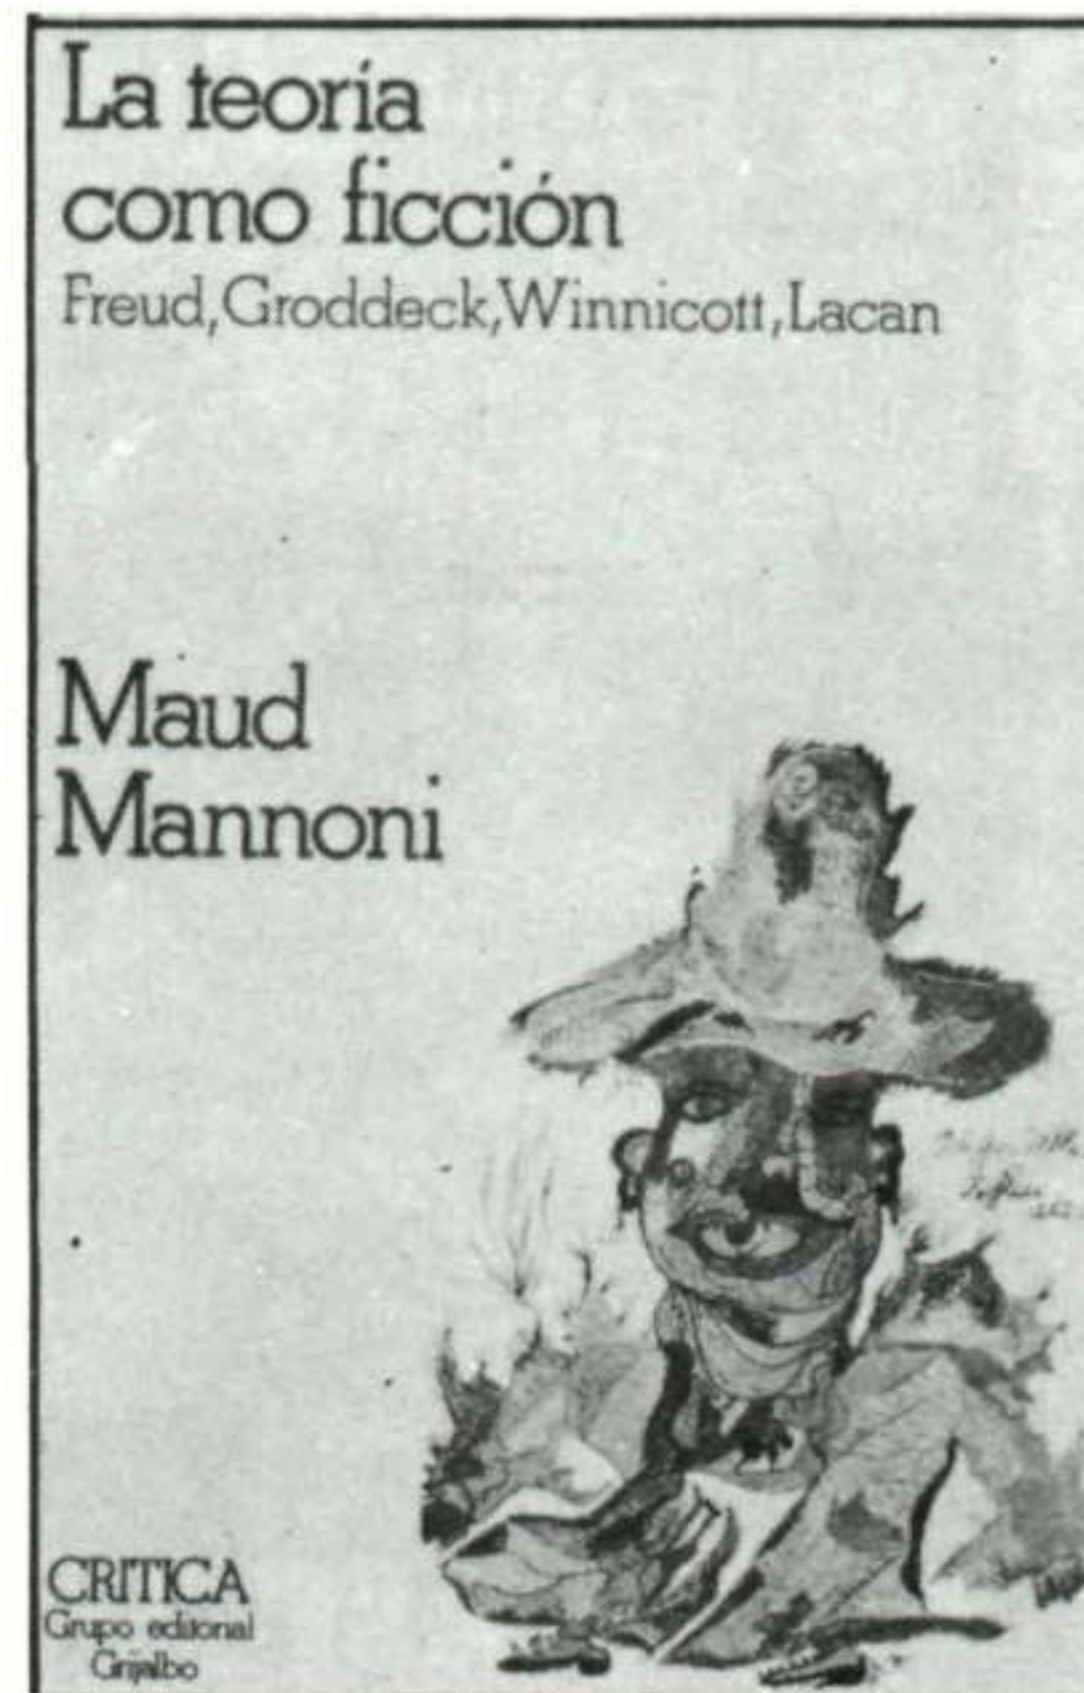 La teoría
como ficción
Freud, Groddeck, Winnicott, Lacan
Maud
Mannoni
CRITICA
Grupo editorial
Grijalbo